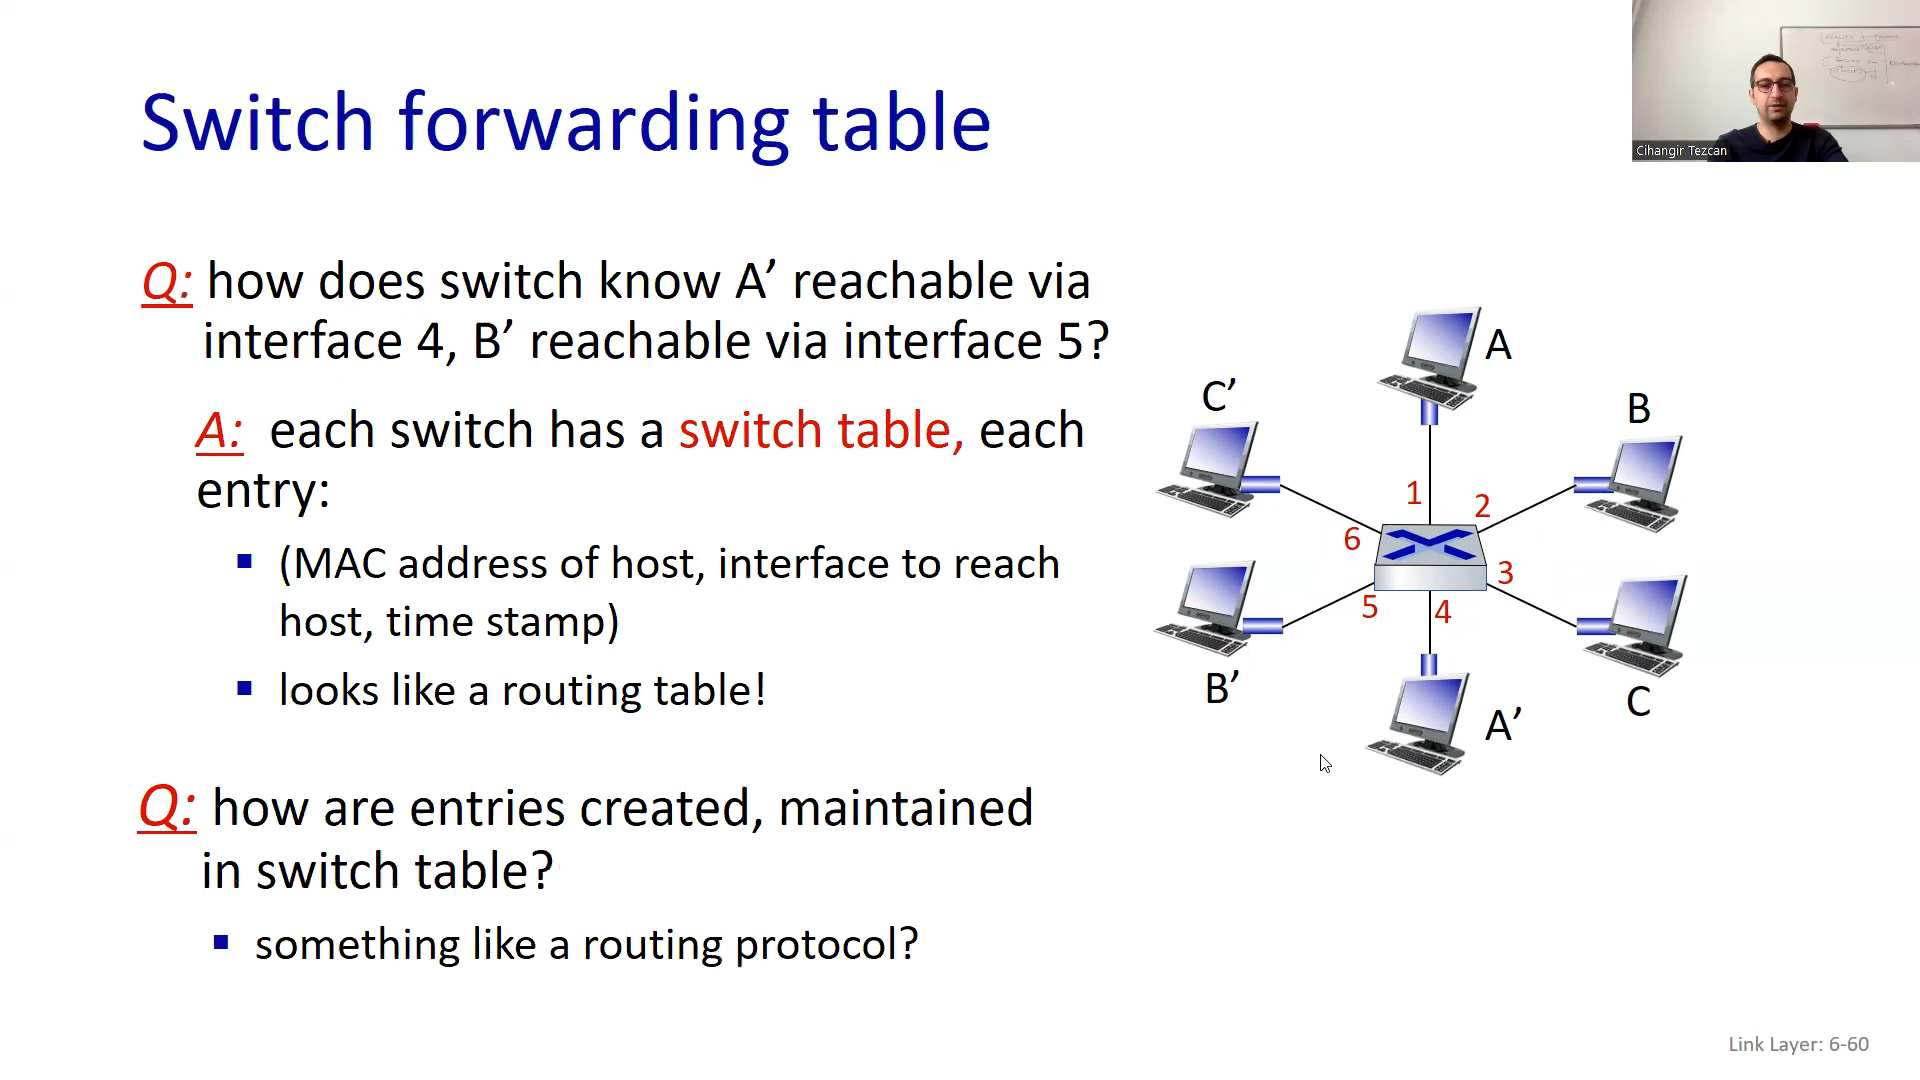 Switch forwarding table
Q: how does switch know A’ reachable via
interface 4, B’ reachable via interface 5?
A: each switch has a switch table, each
entry:
▪ (MAC address of host, interface to reach
host, time stamp)
▪ looks like a routing table!
Q: how are entries created, maintained
in switch table?
▪ something like a routing protocol?
A
B
C
A’
B’
C’
1
2
3
4
5
6
Cihangir Tezcan
Link Layer: 6-60